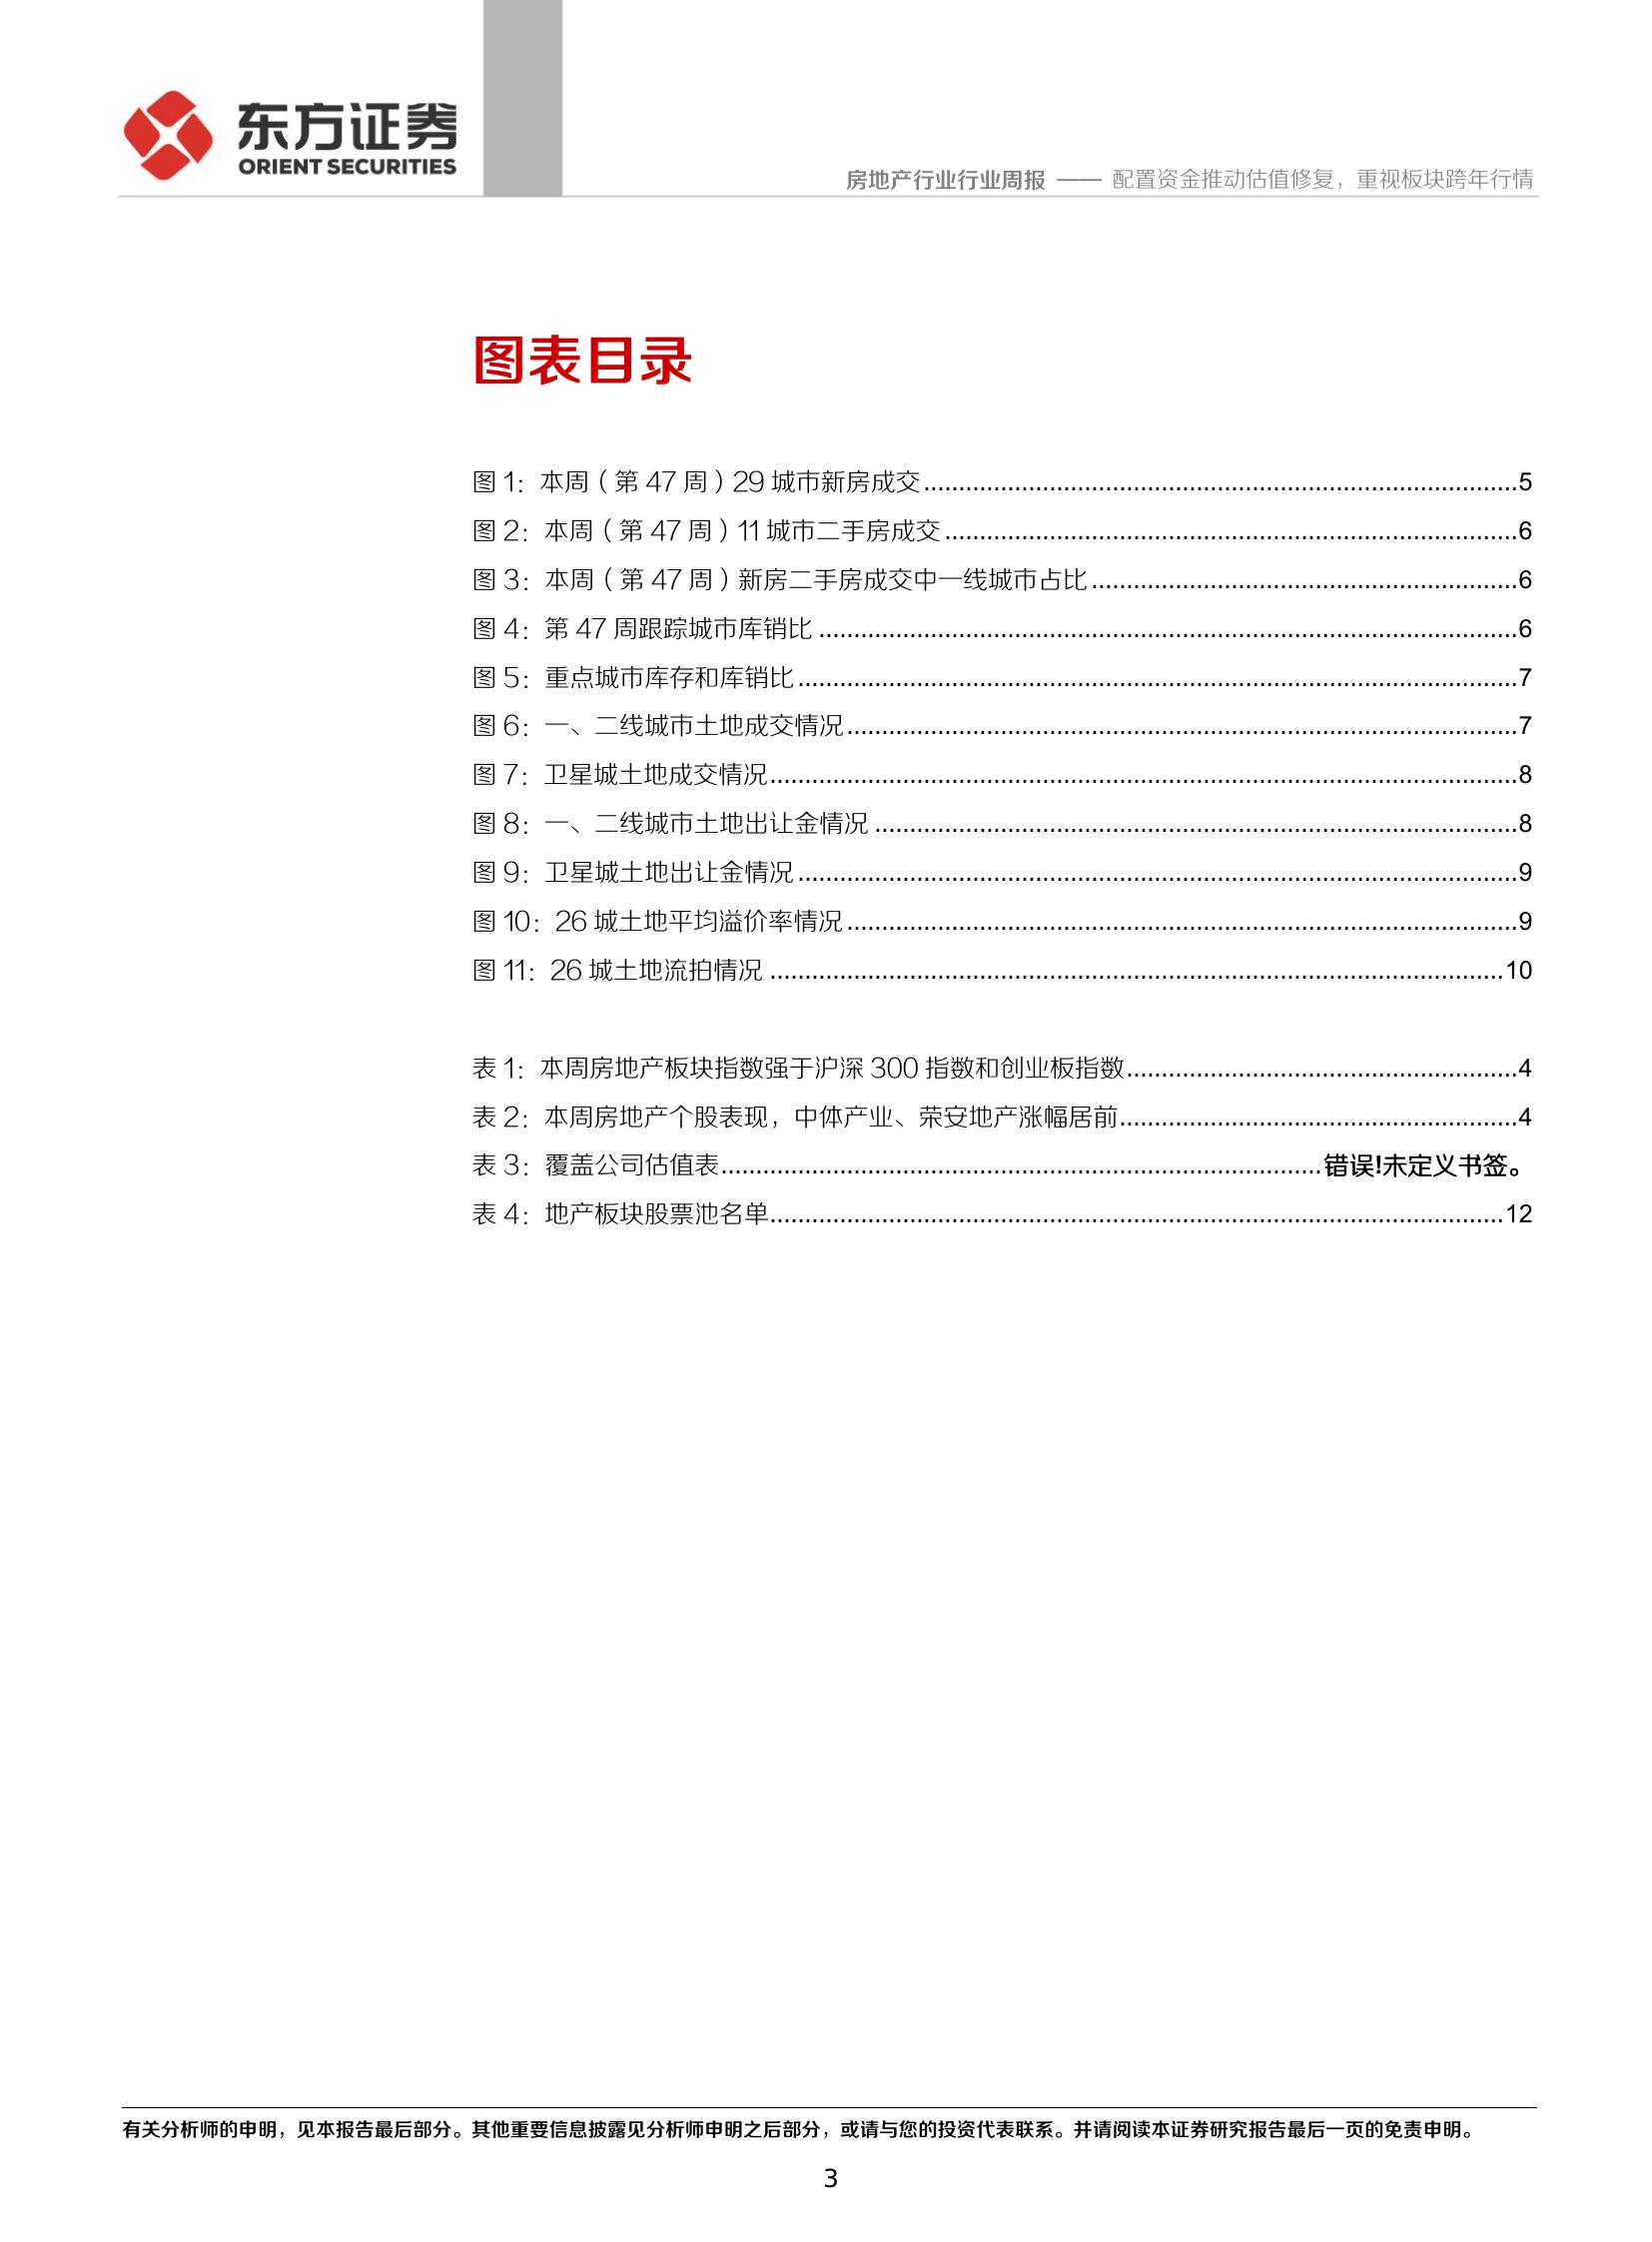 东方证券
ORIENT SECURITIES
房地产行业行业周报 —— 配置资金推动估值修复，重视板块跨年行情
图表目录
图 1：本周（第 47 周）29 城市新房成交....................5
图 2：本周（第 47 周）11 城市二手房成交....................6
图 3：本周（第 47 周）新房二手房成交中一线城市占比....................6
图 4：第 47 周跟踪城市库销比....................6
图 5：重点城市库存和库销比....................7
图 6：一、二线城市土地成交情况....................7
图 7：卫星城土地成交情况....................8
图 8：一、二线城市土地出让金情况....................8
图 9：卫星城土地出让金情况....................9
图 10：26 城土地平均溢价率情况....................9
图 11：26 城土地流拍情况....................10
表 1：本周房地产板块指数强于沪深 300 指数和创业板指数....................4
表 2：本周房地产个股表现，中体产业、荣安地产涨幅居前....................4
表 3：覆盖公司估值表....................错误!未定义书签。
表 4：地产板块股票池名单....................12
有关分析师的申明，见本报告最后部分。其他重要信息披露见分析师申明之后部分，或请与您的投资代表联系。并请阅读本证券研究报告最后一页的免责申明。
3